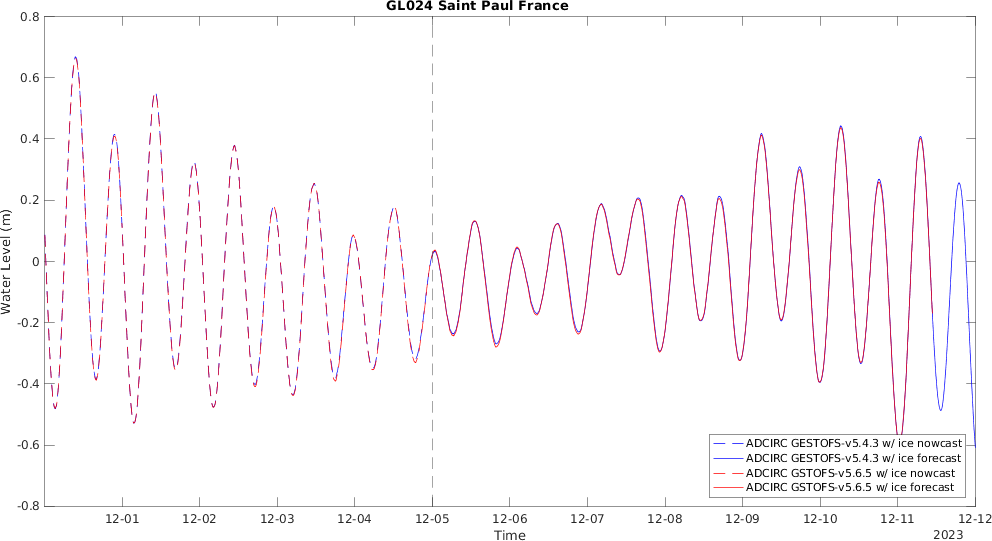 GL024 Saint Paul France
0.8
0.6
0.4
0.2
0
-0.2
-0.4
-0.6
-0.8
Water Level (m)
ADCIRC GESTOFS-v5.4.3 w/ ice nowcast
ADCIRC GESTOFS-v5.4.3 w/ ice forecast
ADCIRC GSTOFS-v5.6.5 w/ ice nowcast
ADCIRC GSTOFS-v5.6.5 w/ ice forecast
12-01 12-02 12-03 12-04 12-05 12-06 12-07 12-08 12-09 12-10 12-11 12-12
Time
2023